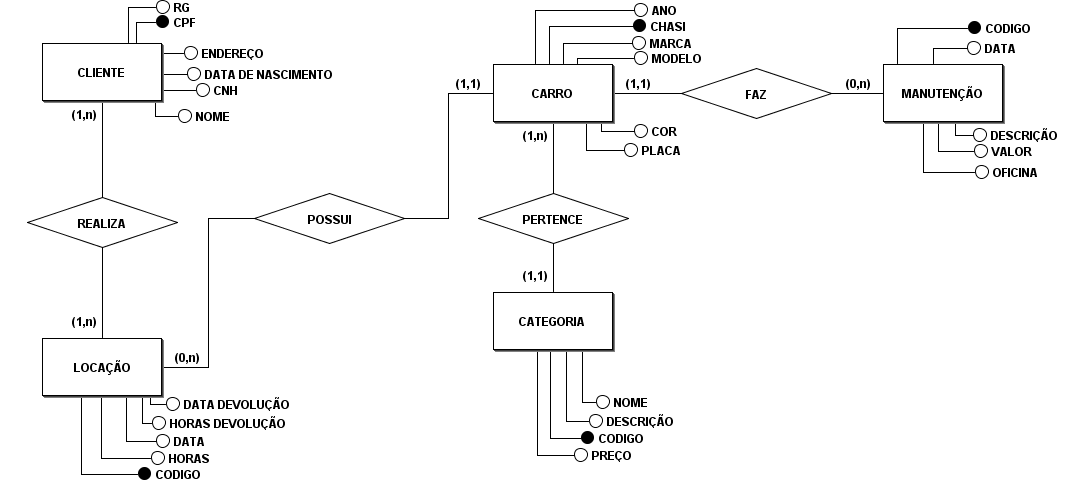 RG
CPF
CLIENTE
ENDEREÇO
DATA DE NASCIMENTO
CNH
NOME
(1,n)
REALIZA
(1,n)
LOCAÇÃO
(0,n)
DATA DEVOLUÇÃO
HORAS DEVOLUÇÃO
DATA
HORAS
CODIGO
POSSUI
(1,1)
ANO
CHASI
MARCA
MODELO
CARRO
(1,1)
COR
PLACA
(1,n)
PERTENCE
(1,1)
CATEGORIA
NOME
DESCRIÇÃO
CODIGO
PREÇO
FAZ
(0,n)
CODIGO
DATA
MANUTENÇÃO
DESCRIÇÃO
VALOR
OFICINA